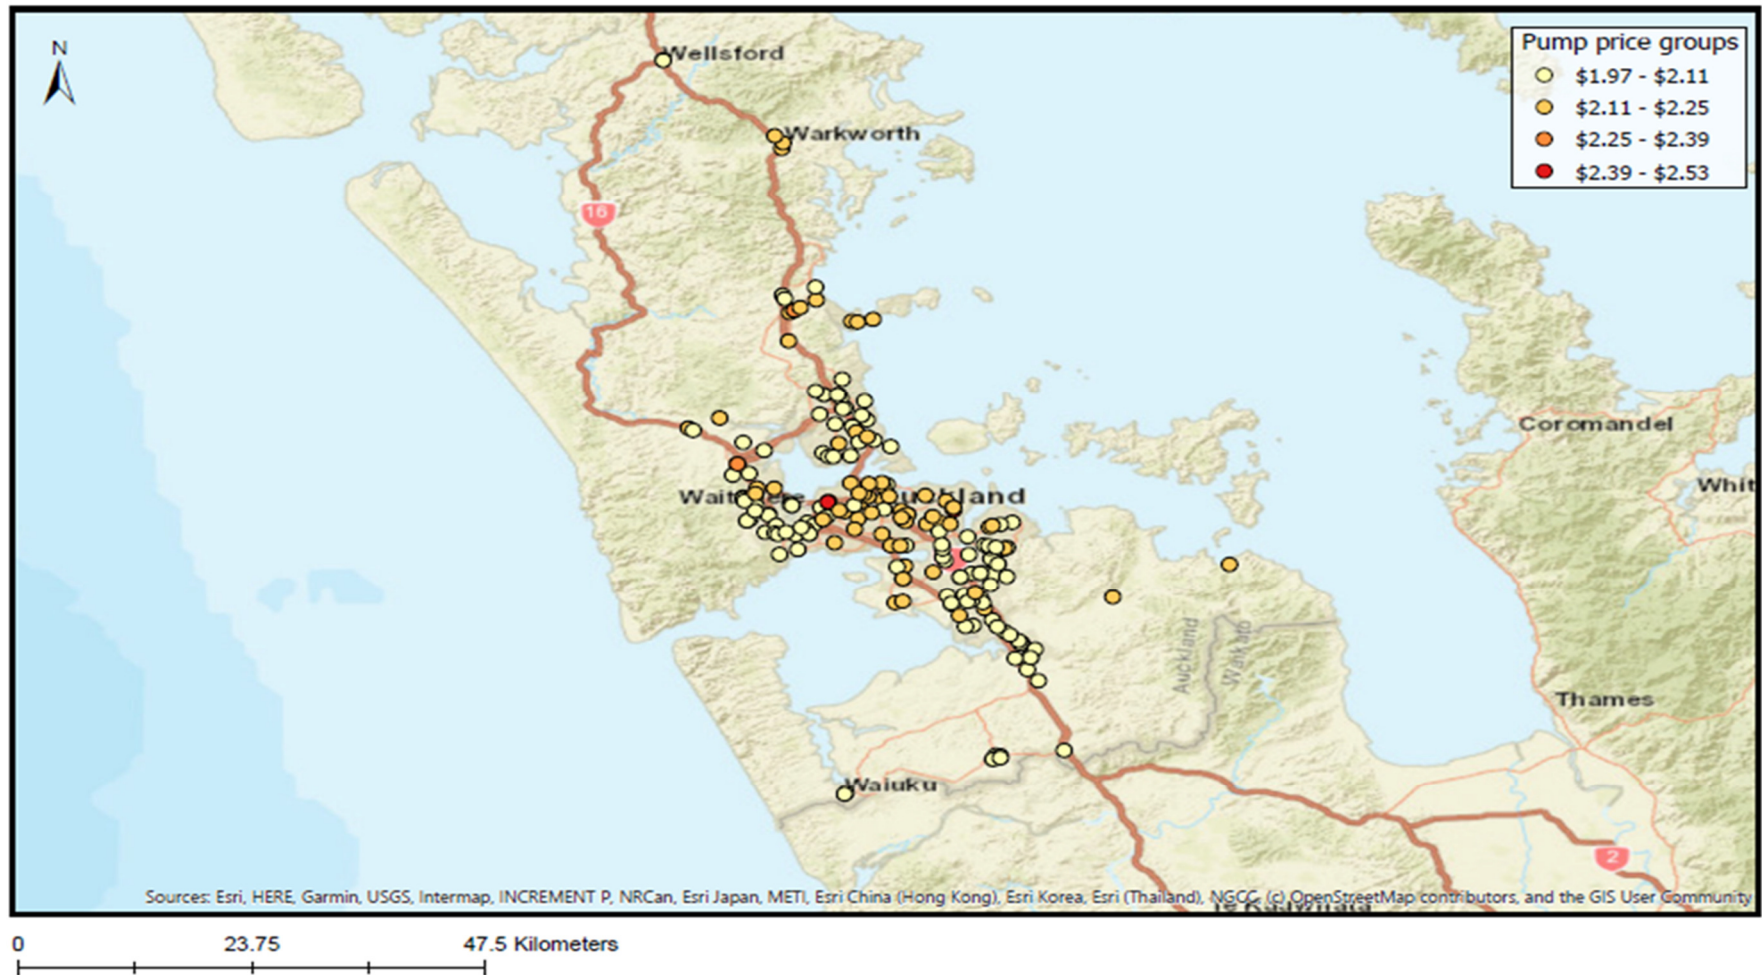 N
Wellsford
Warkworth
Pump price groups
$1.97 - $2.11
$2.11 - $2.25
$2.25 - $2.39
$2.39 - $2.53
16
Coromandel
Whit
Auckland
Waikato
Thames
Waiuku
2
Sources: Esri, HERE, Garmin, USGS, Intermap, INCREMENT P, NRCan, Esri Japan, METI, Esri China (Hong Kong), Esri Korea, Esri (Thailand), NGCC, (c) OpenStreetMap contributors, and the GIS User Community
0 23.75 47.5 Kilometers